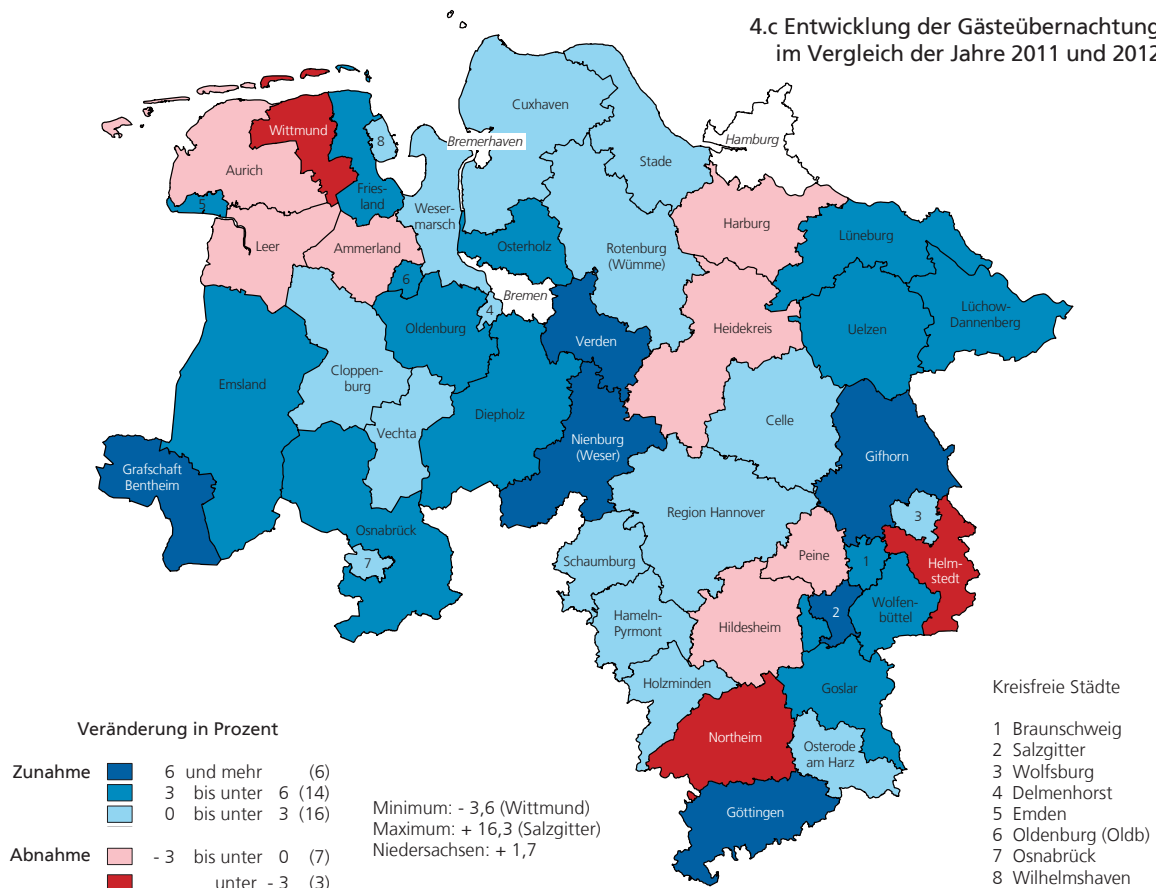 4.c Entwicklung der Gästeübernachtung
im Vergleich der Jahre 2011 und 2012
Cuxhaven
Wittmund
8
Bremerhaven
Hamburg
Stade
Aurich
Fries-
land
5
Weser-
marsch
Harburg
Leer
Ammerland
Osterholz
Rotenburg
(Wümme)
Lüneburg
6
Bremen
4
Lüchow-
Dannenberg
Oldenburg
Verden
Heidekreis
Uelzen
Emsland
Cloppen-
burg
Diepholz
Celle
Vechta
Nienburg
(Weser)
Gifhorn
Grafschaft
Bentheim
Region Hannover
3
Osnabrück
7
Schaumburg
Peine
1
Helm-
stedt
2
Wolfen-
büttel
Hameln-
Pyrmont
Hildesheim
Holzminden
Goslar
Northeim
Osterode
am Harz
Göttingen
Veränderung in Prozent
Zunahme 6 und mehr (6)
3 bis unter 6 (14)
0 bis unter 3 (16)
Abnahme - 3 bis unter 0 (7)
unter - 3 (3)
Minimum: - 3,6 (Wittmund)
Maximum: + 16,3 (Salzgitter)
Niedersachsen: + 1,7
Kreisfreie Städte
1 Braunschweig
2 Salzgitter
3 Wolfsburg
4 Delmenhorst
5 Emden
6 Oldenburg (Oldb)
7 Osnabrück
8 Wilhelmshaven